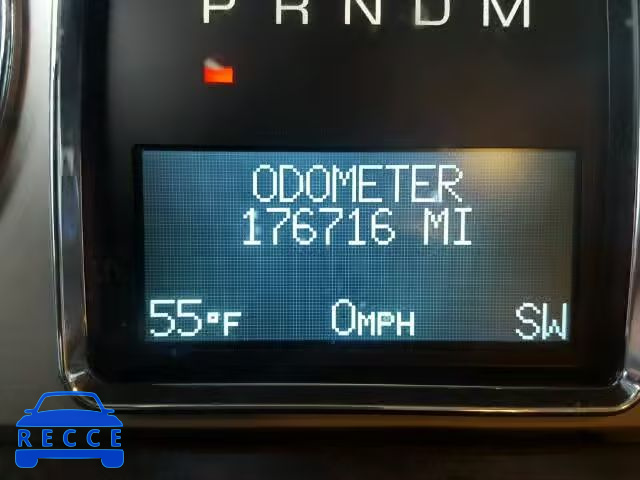 P R N D M
ODOMETER
176716 MI
55°F 0MPH SW
RECCE